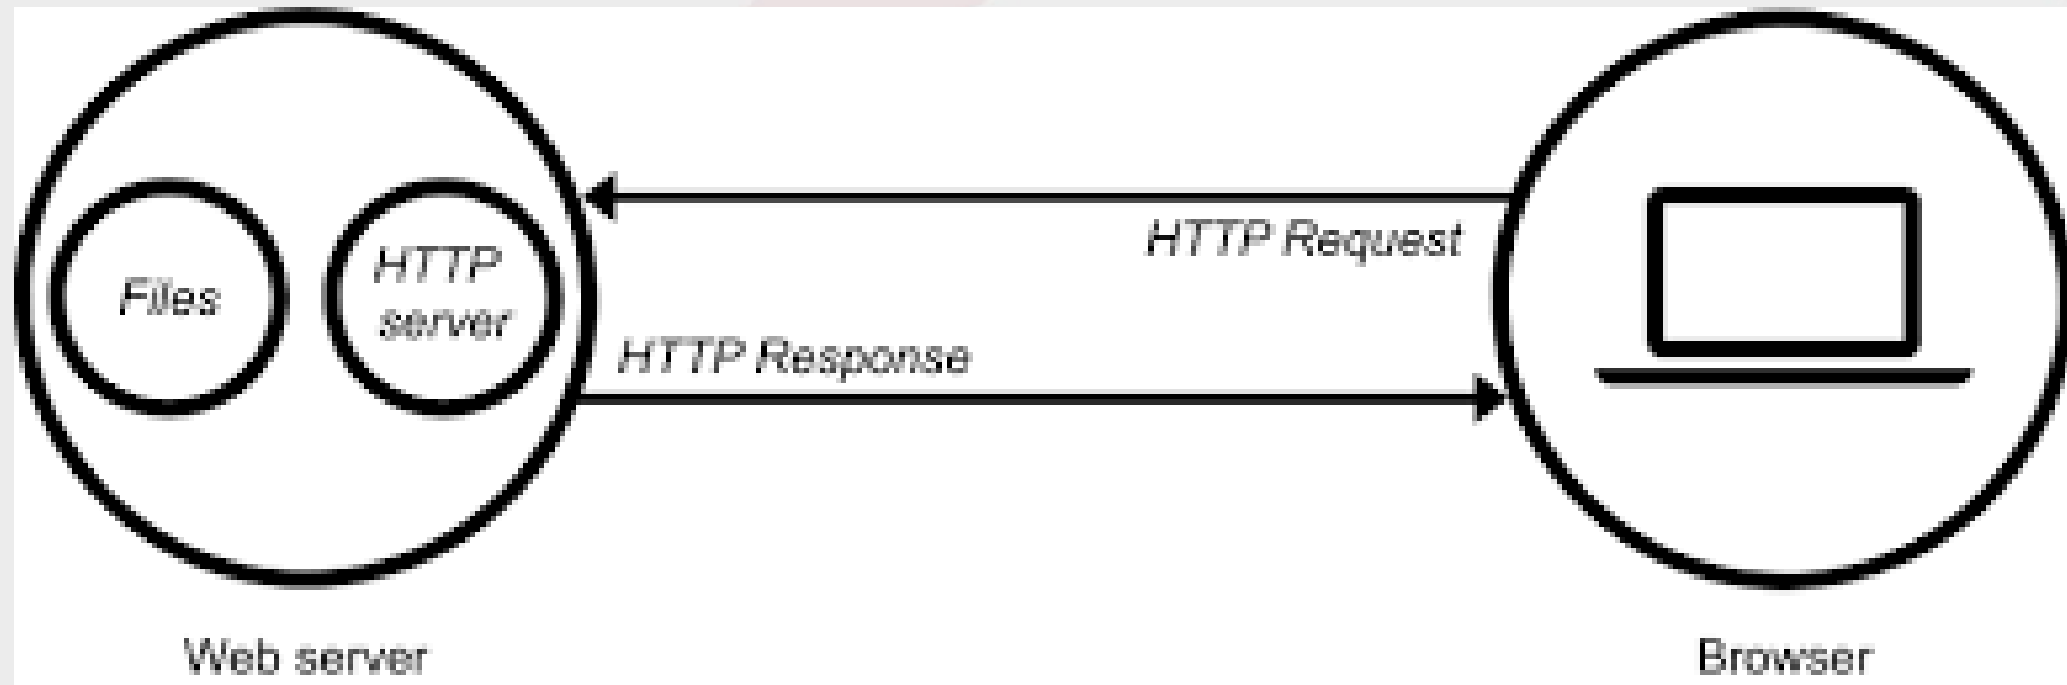 Files
HTTP
server
HTTP Request
HTTP Response
Web server
Browser